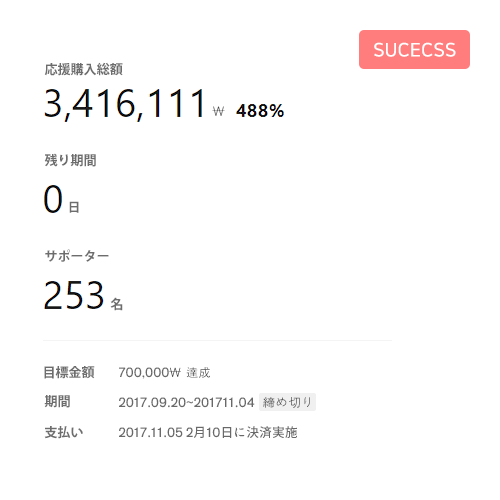 SUCECSS
応援購入総額
3,416,111₩ 488%
残り期間
0日
サポーター
253名
目標金額 700,000₩ 達成
期間 2017.09.20~201711.04 締め切り
支払い 2017.11.05 2月10日に決済実施